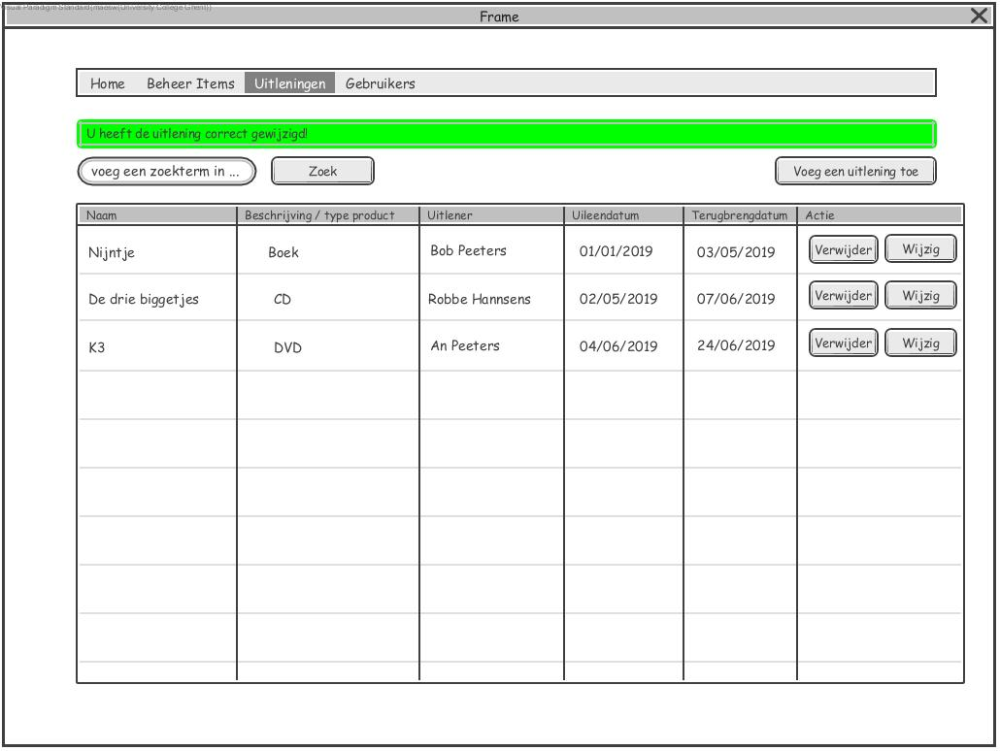 Visual Paradigm Standard(maesw(University College Ghent))
Frame
Home Beheer Items Uitleningen Gebruikers
U heeft de uitlening correct gewijzigd!
voeg een zoekterm in ... Zoek Voeg een uitlening toe
Naam Beschrijving / type product Uitlener Uileendatum Terugbrengdatum Actie
Nijntje Boek Bob Peeters 01/01/2019 03/05/2019 Verwijder Wijzig
De drie biggetjes CD Robbe Hannsens 02/05/2019 07/06/2019 Verwijder Wijzig
K3 DVD An Peeters 04/06/2019 24/06/2019 Verwijder Wijzig